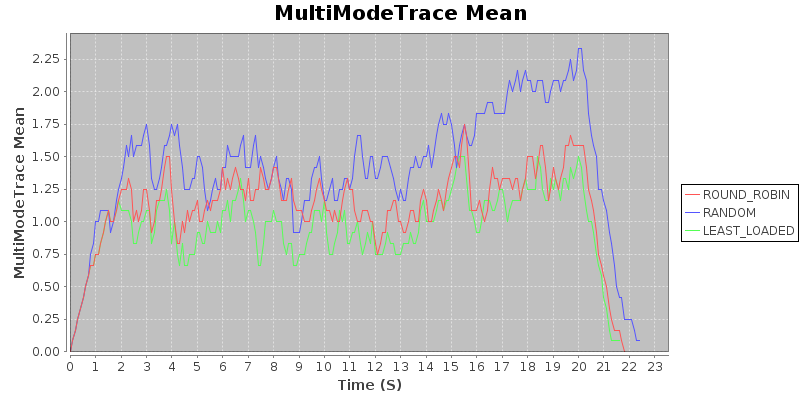 MultiModeTrace Mean
MultiModeTrace Mean
2.25
2.00
1.75
1.50
1.25
1.00
0.75
0.50
0.25
0.00
0 1 2 3 4 5 6 7 8 9 10 11 12 13 14 15 16 17 18 19 20 21 22 23
Time (S)
ROUND_ROBIN
RANDOM
LEAST_LOADED